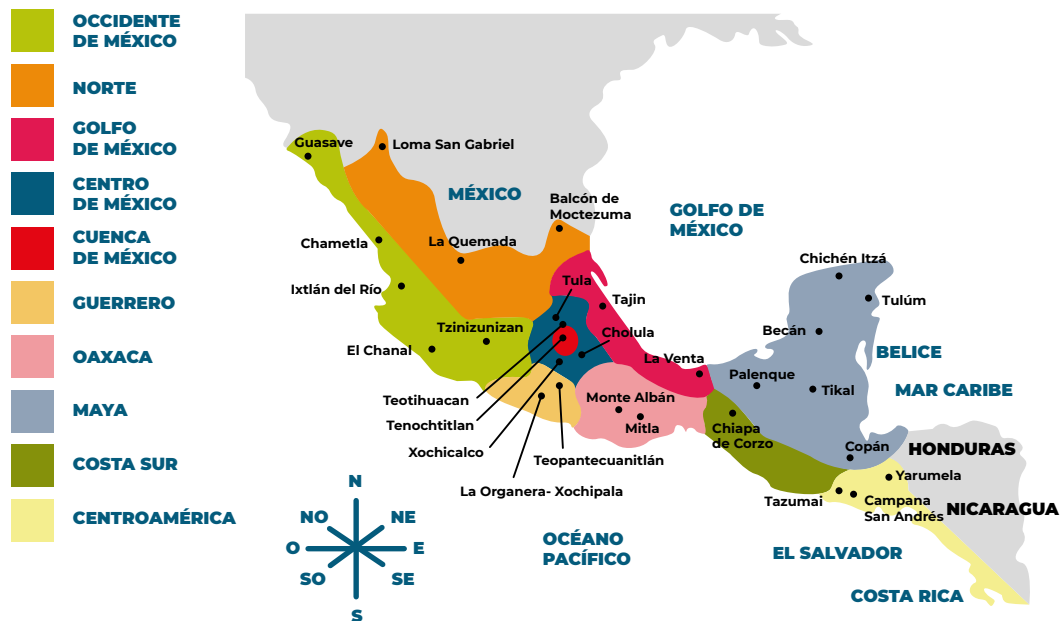 OCCIDENTE
DE MÉXICO
NORTE
GOLFO
DE MÉXICO
CENTRO
DE MÉXICO
CUENCA
DE MÉXICO
GUERRERO
OAXACA
MAYA
COSTA SUR
CENTROAMÉRICA
Guasave
Loma San Gabriel
MÉXICO
Balcón de
Moctezuma
GOLFO DE
MÉXICO
Chametla
La Quemada
Chichén Itzá
Ixtlán del Río
Tula
Tajin
Tulúm
Tzinizunizan
Cholula
Becán
El Chanal
La Venta
BELICE
Palenque
Tikal
MAR CARIBE
Teotihuacan
Monte Albán
Tenochtitlan
Mitla
Chiapa
de Corzo
Xochicalco
Copán
HONDURAS
Teopantecuanitlán
Yarumela
La Organera- Xochipala
Tazumai
Campana
San Andrés
NICARAGUA
OCÉANO
PACÍFICO
EL SALVADOR
COSTA RICA
N
NO
NE
O
E
SO
SE
S